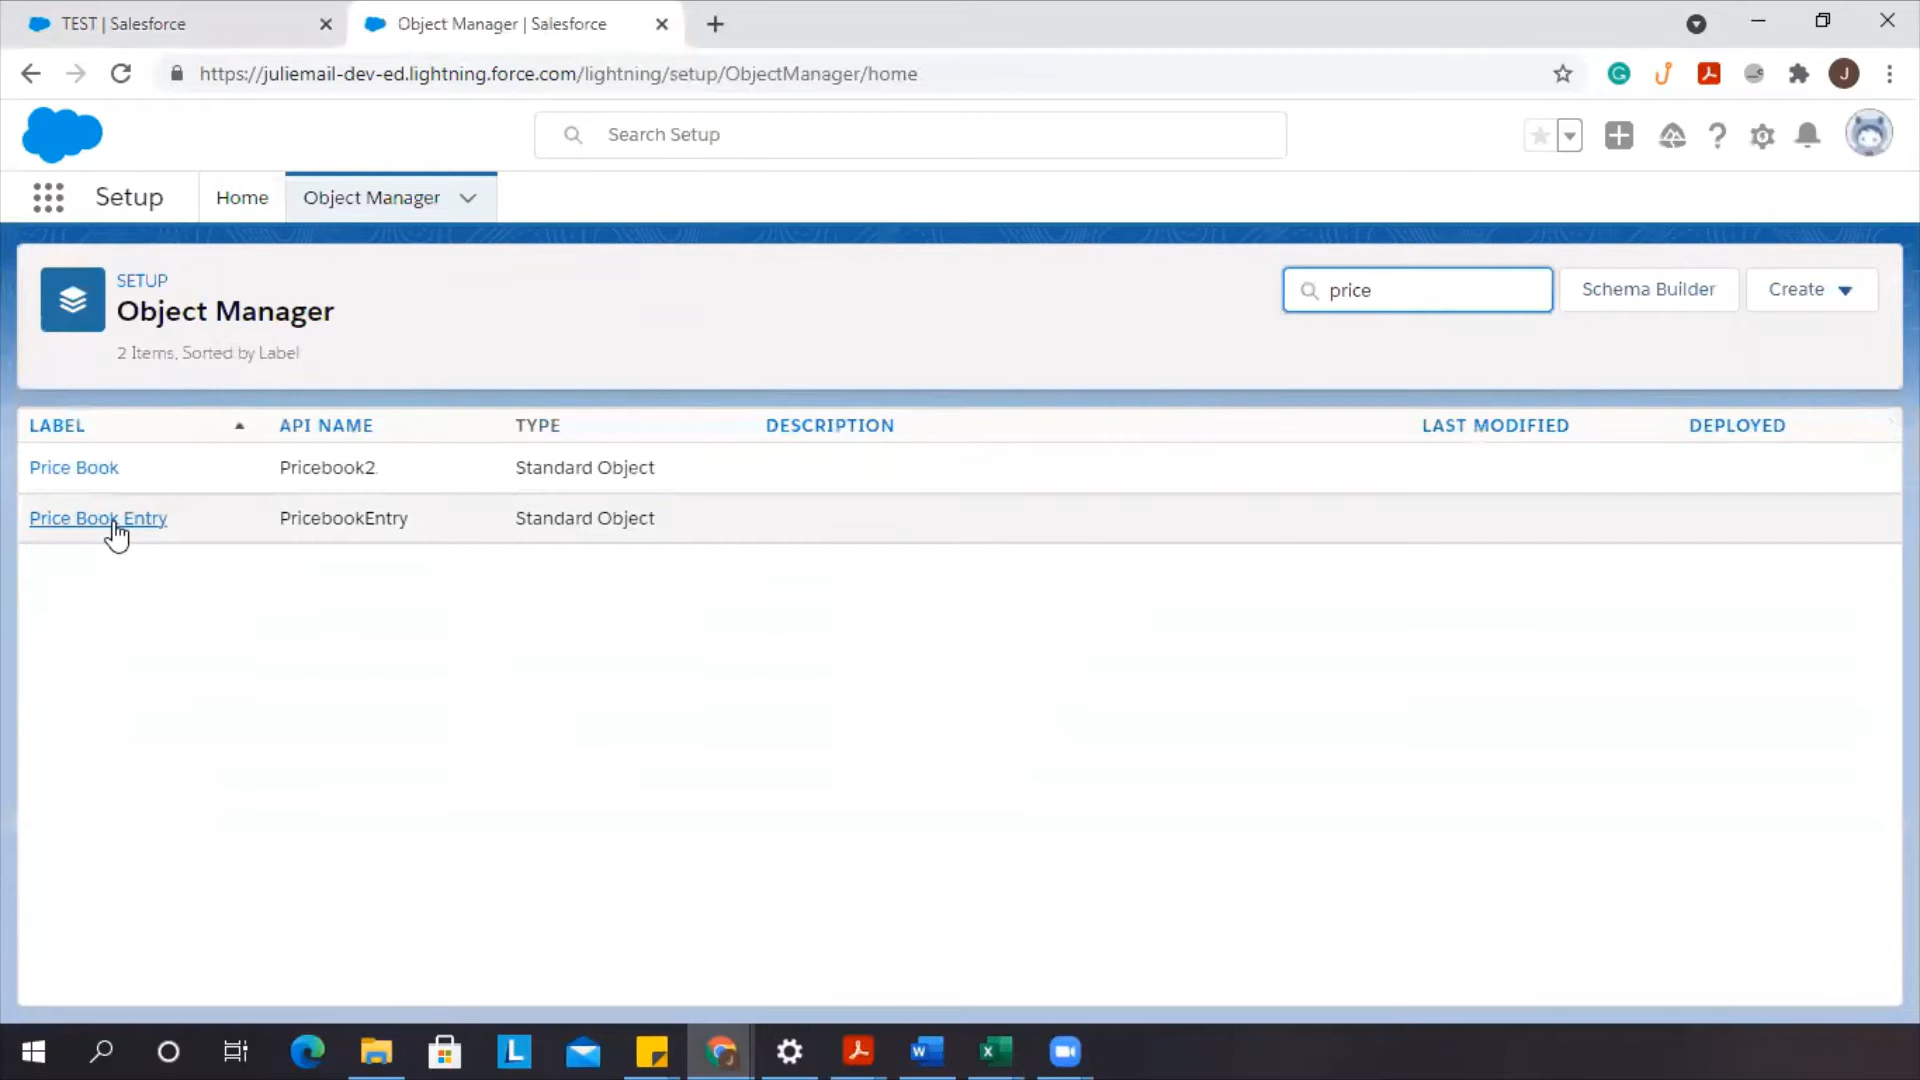 TEST | Salesforce
Object Manager | Salesforce
https://juliemail-dev-ed.lightning.force.com/lightning/setup/ObjectManager/home
J
Search Setup
Setup
Home
Object Manager
SETUP
Object Manager
2 Items, Sorted by Label
price
Schema Builder
Create
LABEL API NAME TYPE DESCRIPTION LAST MODIFIED DEPLOYED
Price Book Pricebook2 Standard Object
Price Book Entry PricebookEntry Standard Object